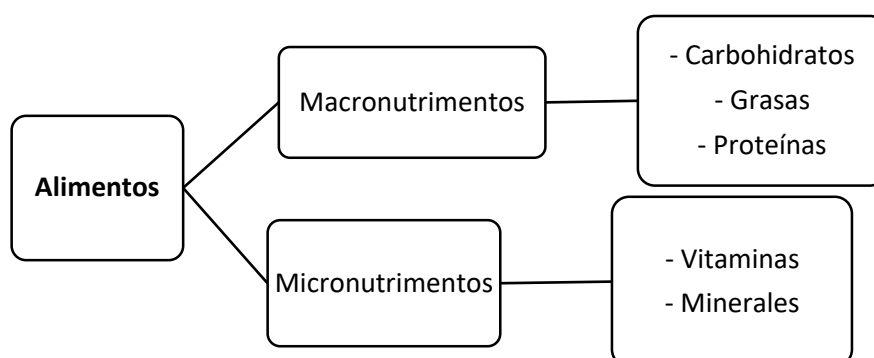 Alimentos
Macronutrimentos
- Carbohidratos
- Grasas
- Proteínas
Micronutrimentos
- Vitaminas
- Minerales